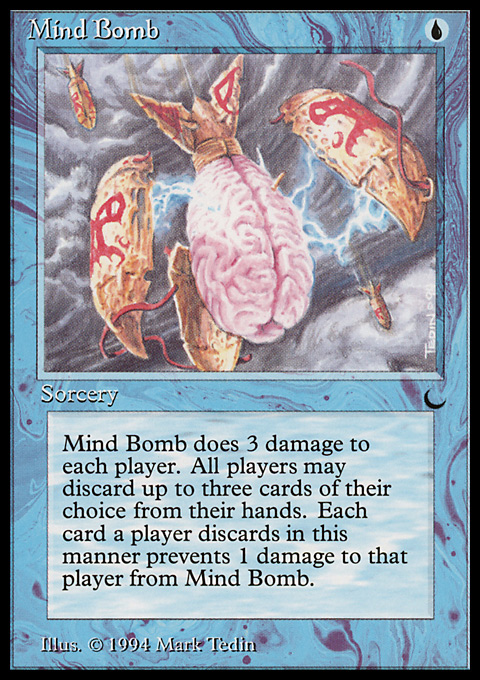 Mind Bomb
TEDIN 94
Sorcery
Mind Bomb does 3 damage to
each player. All players may
discard up to three cards of their
choice from their hands. Each
card a player discards in this
manner prevents 1 damage to that
player from Mind Bomb.
Illus. © 1994 Mark Tedin